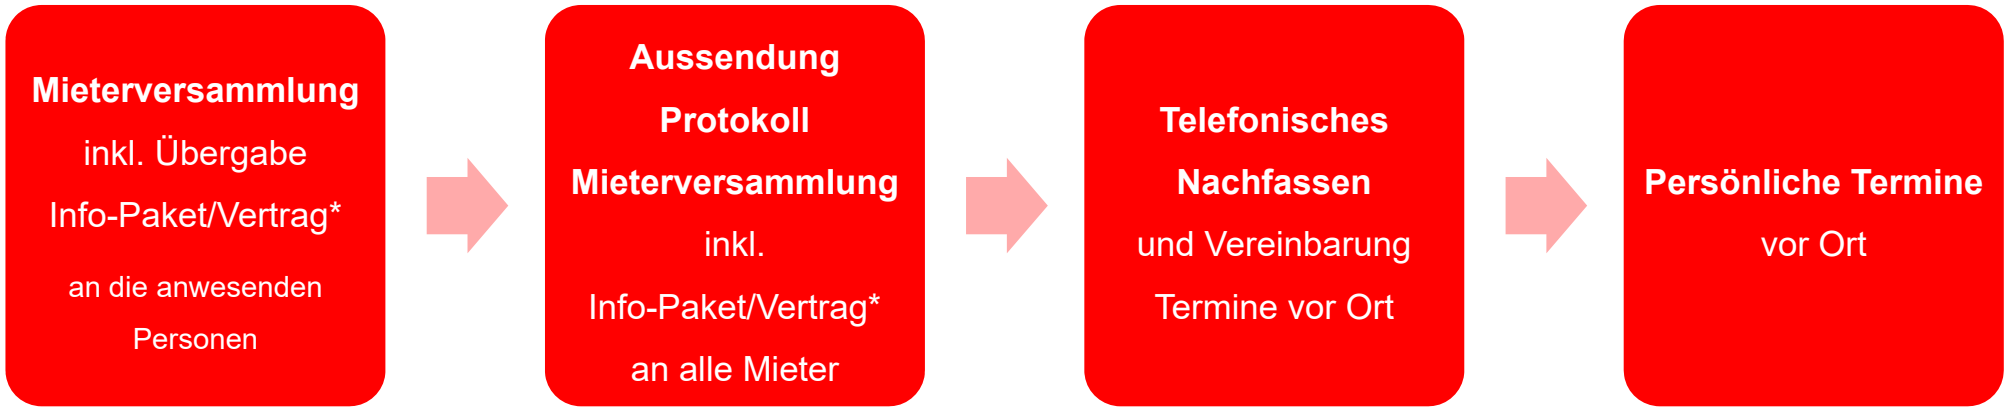 Mieterversammlung
inkl. Übergabe
Info-Paket/Vertrag*
an die anwesenden
Personen
Aussendung
Protokoll
Mieterversammlung
inkl.
Info-Paket/Vertrag*
an alle Mieter
Telefonisches
Nachfassen
und Vereinbarung
Termine vor Ort
Persönliche Termine
vor Ort